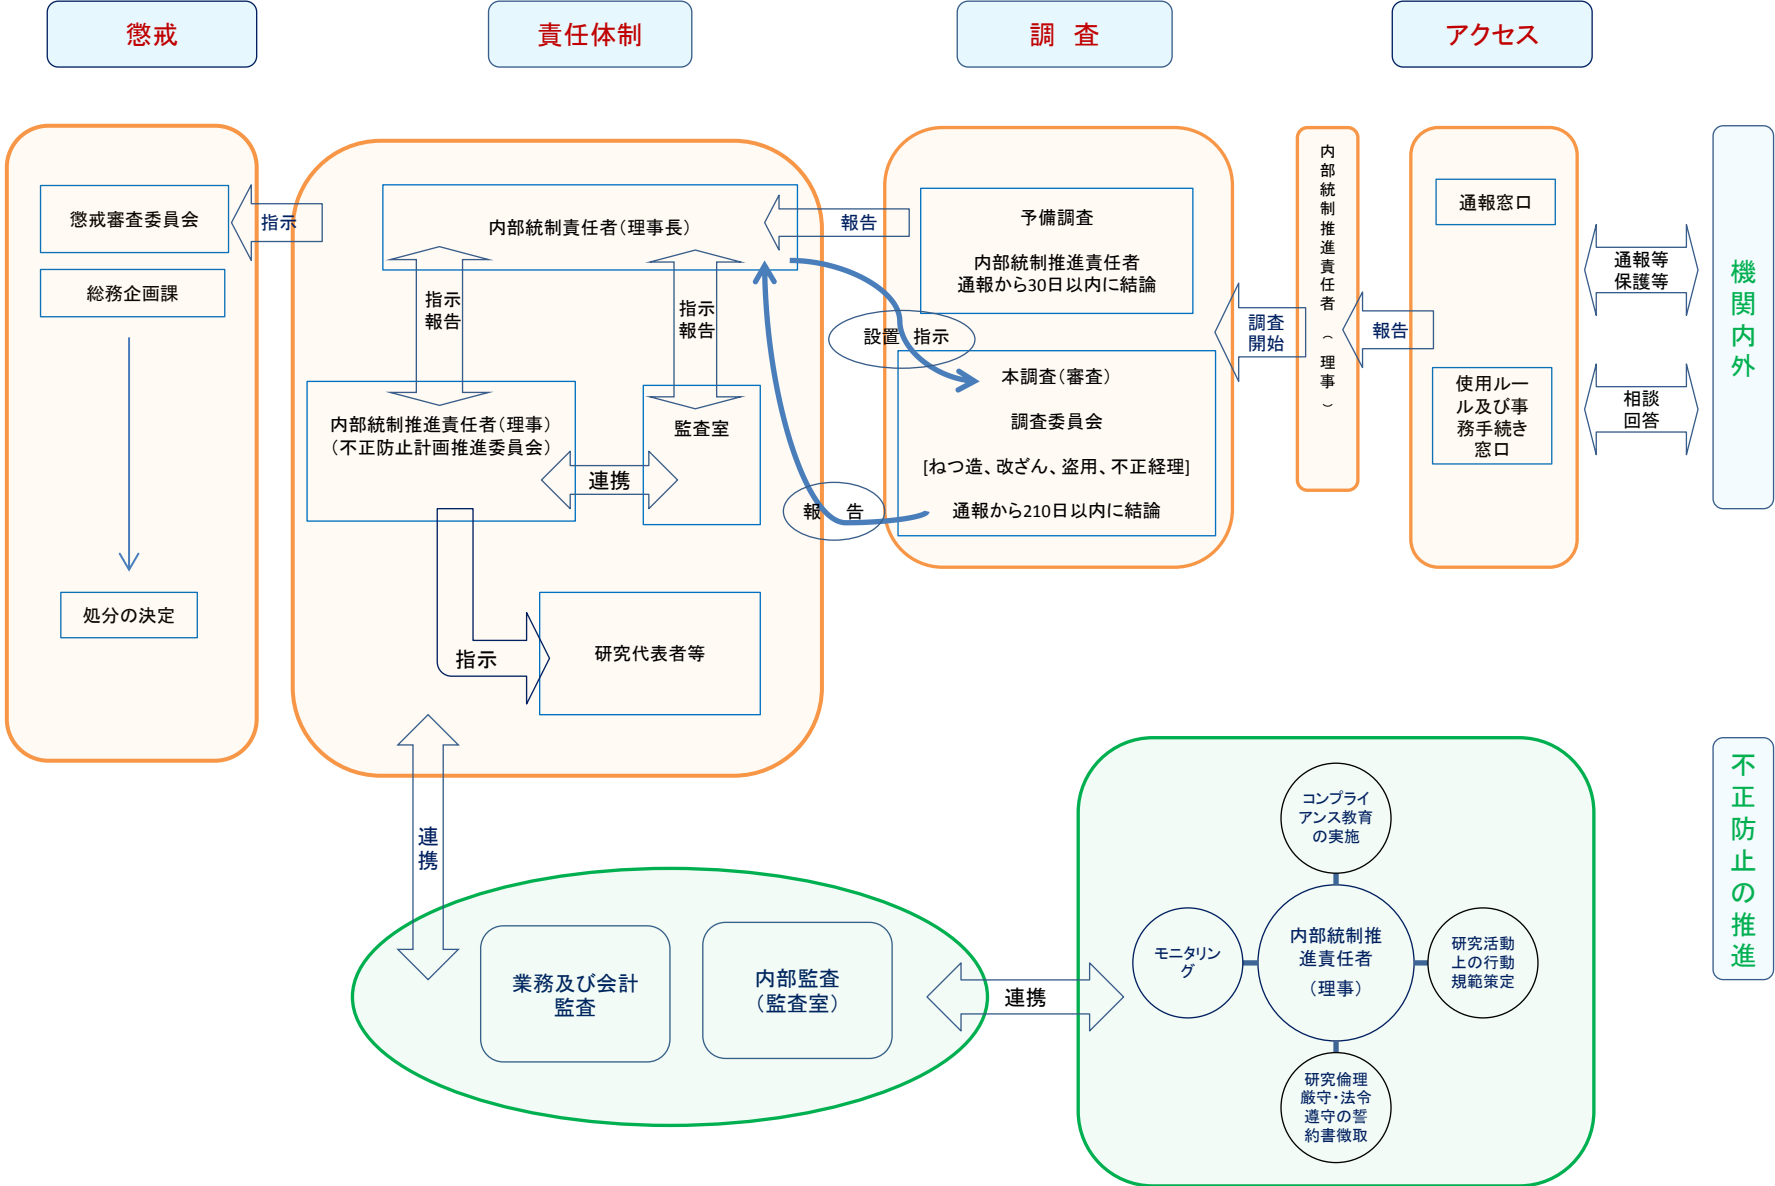 懲戒
責任体制
調　査
アクセス
懲戒審査委員会
総務企画課
処分の決定
指示
内部統制責任者（理事長）
指示
報告
指示
報告
内部統制推進責任者（理事）
（不正防止計画推進委員会）
監査室
連携
指示
研究代表者等
報告
設置　指示
報　告
予備調査
内部統制推進責任者
通報から30日以内に結論
本調査（審査）
調査委員会
[ねつ造、改ざん、盗用、不正経理]
通報から210日以内に結論
調査
開始
内部統制推進責任者（理事）
報告
通報窓口
使用ルー
ル及び事
務手続き
窓口
通報等
保護等
相談
回答
機関内外
連携
業務及び会計
監査
内部監査
（監査室）
連携
コンプライ
アンス教育
の実施
モニタリン
グ
内部統制推
進責任者
（理事）
研究活動
上の行動
規範策定
研究倫理
厳守・法令
遵守の誓
約書徴取
不正防止の推進